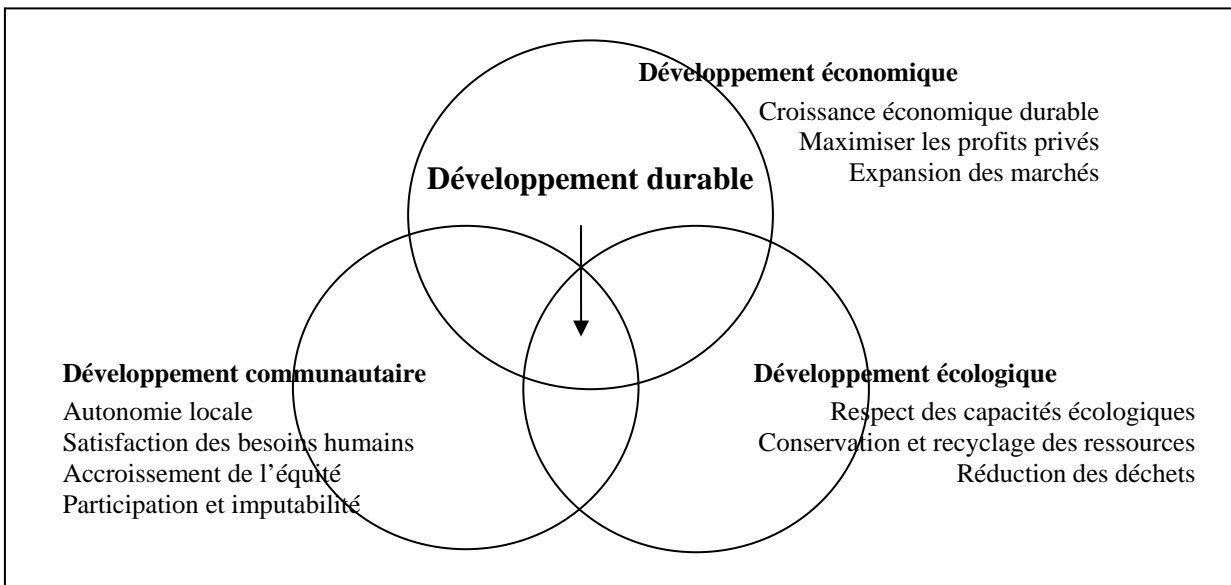 Développement économique
Croissance économique durable
Maximiser les profits privés
Expansion des marchés
Développement durable
Développement communautaire
Autonomie locale
Satisfaction des besoins humains
Accroissement de l’équité
Participation et imputabilité
Développement écologique
Respect des capacités écologiques
Conservation et recyclage des ressources
Réduction des déchets